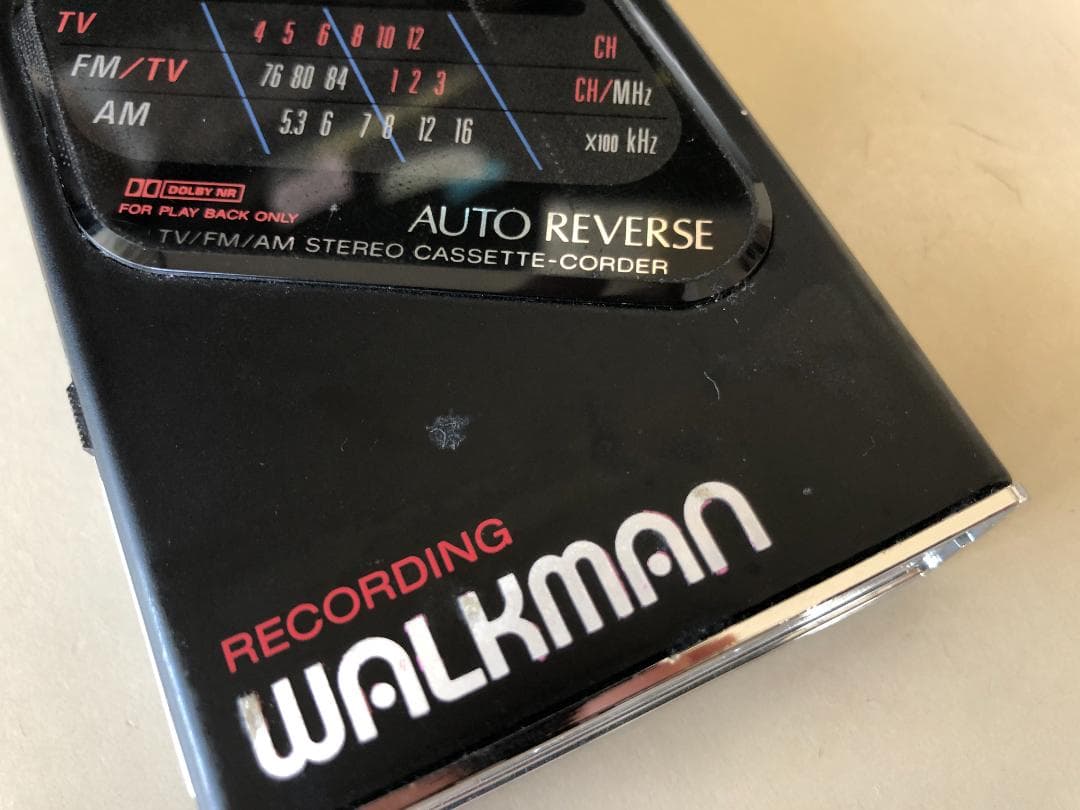 TV 4 5 6 8 10 12 CH
FM/TV 76 80 84 1 2 3 CH/MHz
AM 5.3 6 7 8 12 16 X100 kHz
DOLBY NR
FOR PLAY BACK ONLY
AUTO REVERSE
TV/FM/AM STEREO CASSETTE-CORDER
RECORDING
WALKMAN